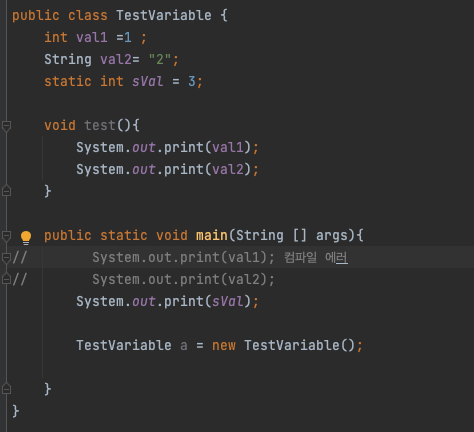 public class TestVariable {
    int val1 =1 ;
    String val2= "2";
    static int sVal = 3;

    void test(){
        System.out.print(val1);
        System.out.print(val2);
    }

    public static void main(String [] args){
//        System.out.print(val1); 컴파일 에러
//        System.out.print(val2);
        System.out.print(sVal);

        TestVariable a = new TestVariable();

    }
}